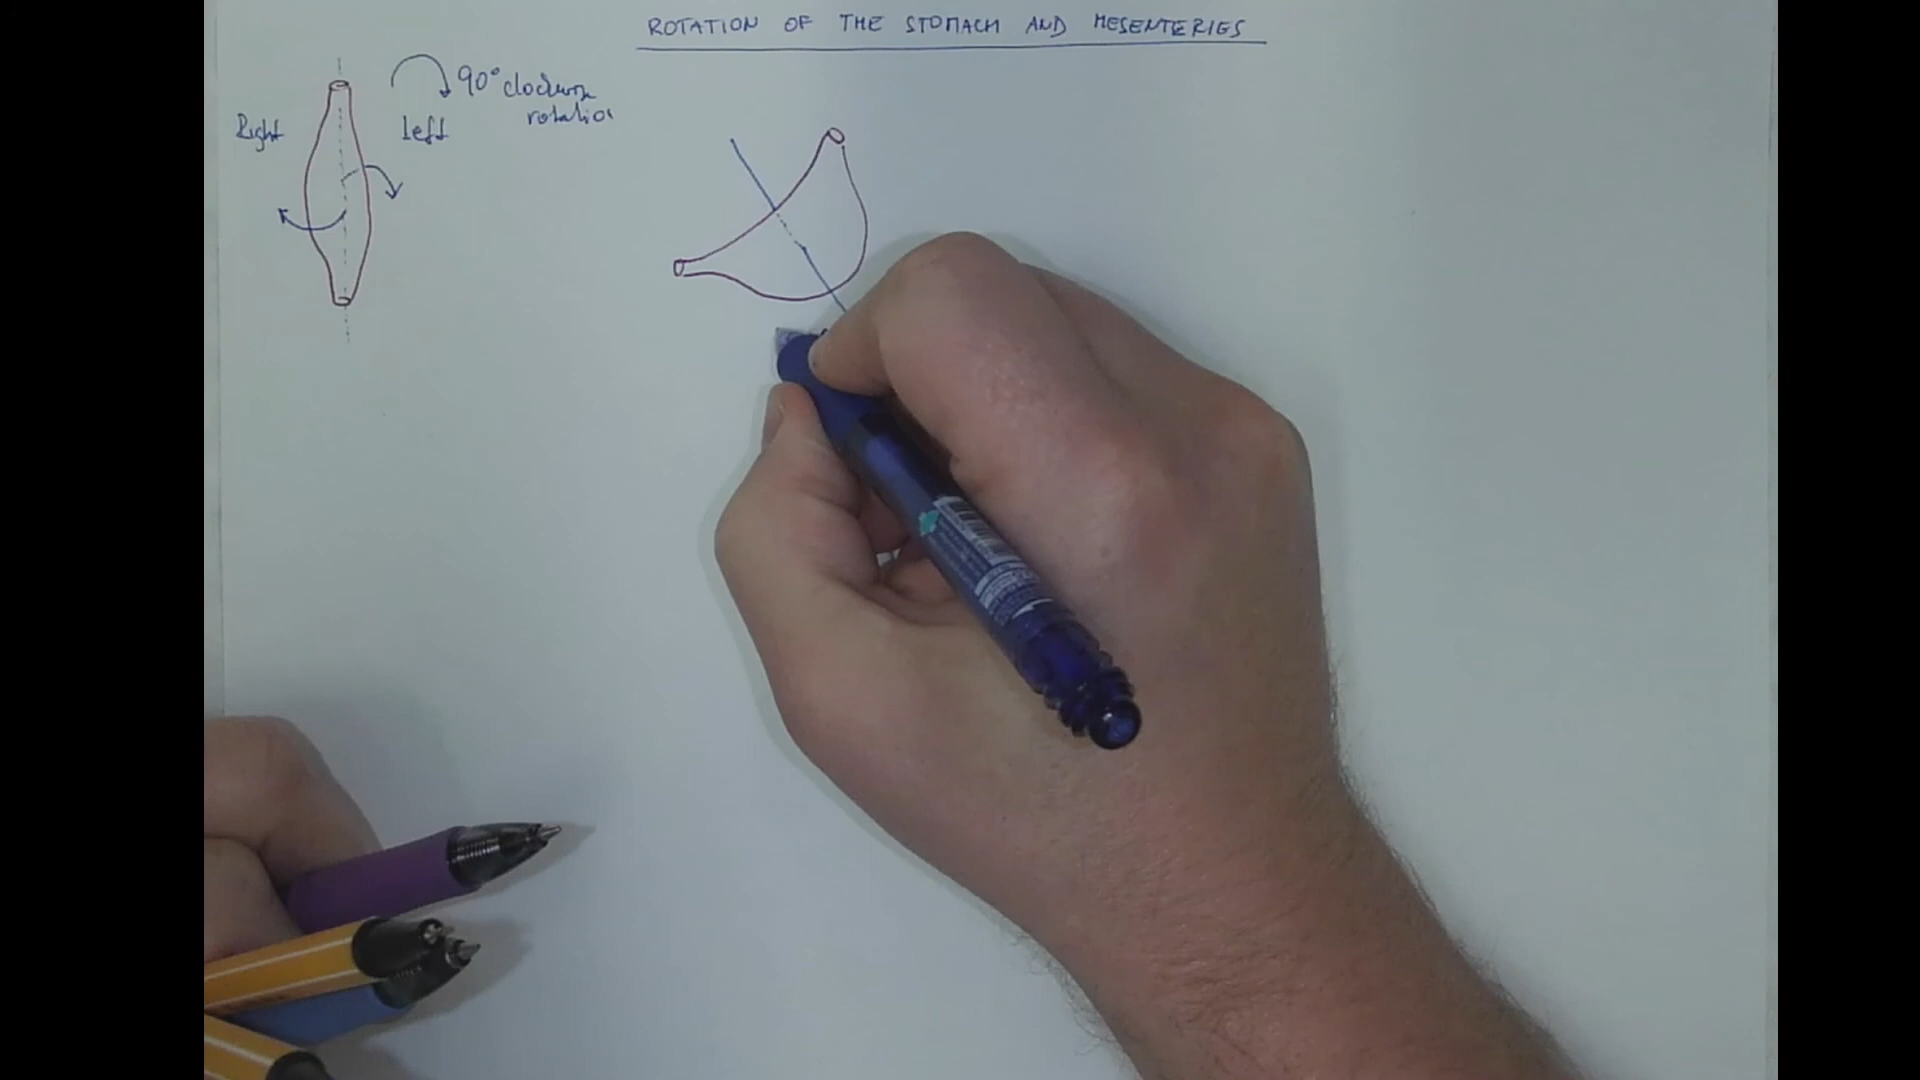 ROTATION OF THE STOMACH AND MESENTERIES
90° clockwise
rotation
Right
Left